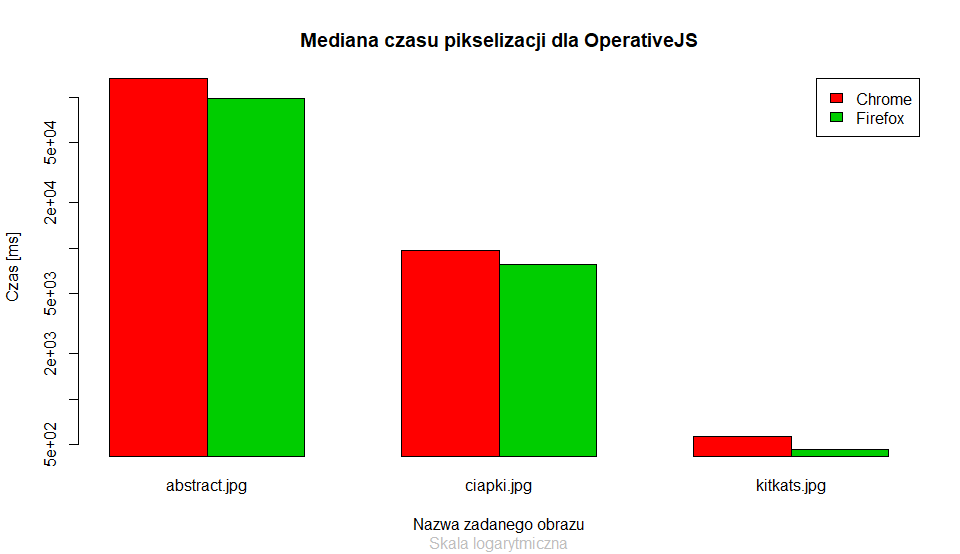 Mediana czasu pikselizacji dla OperativeJS
Chrome
Firefox
Czas [ms]
5e+04
2e+04
5e+03
2e+03
5e+02
abstract.jpg
ciapki.jpg
kitkats.jpg
Nazwa zadanego obrazu
Skala logarytmiczna